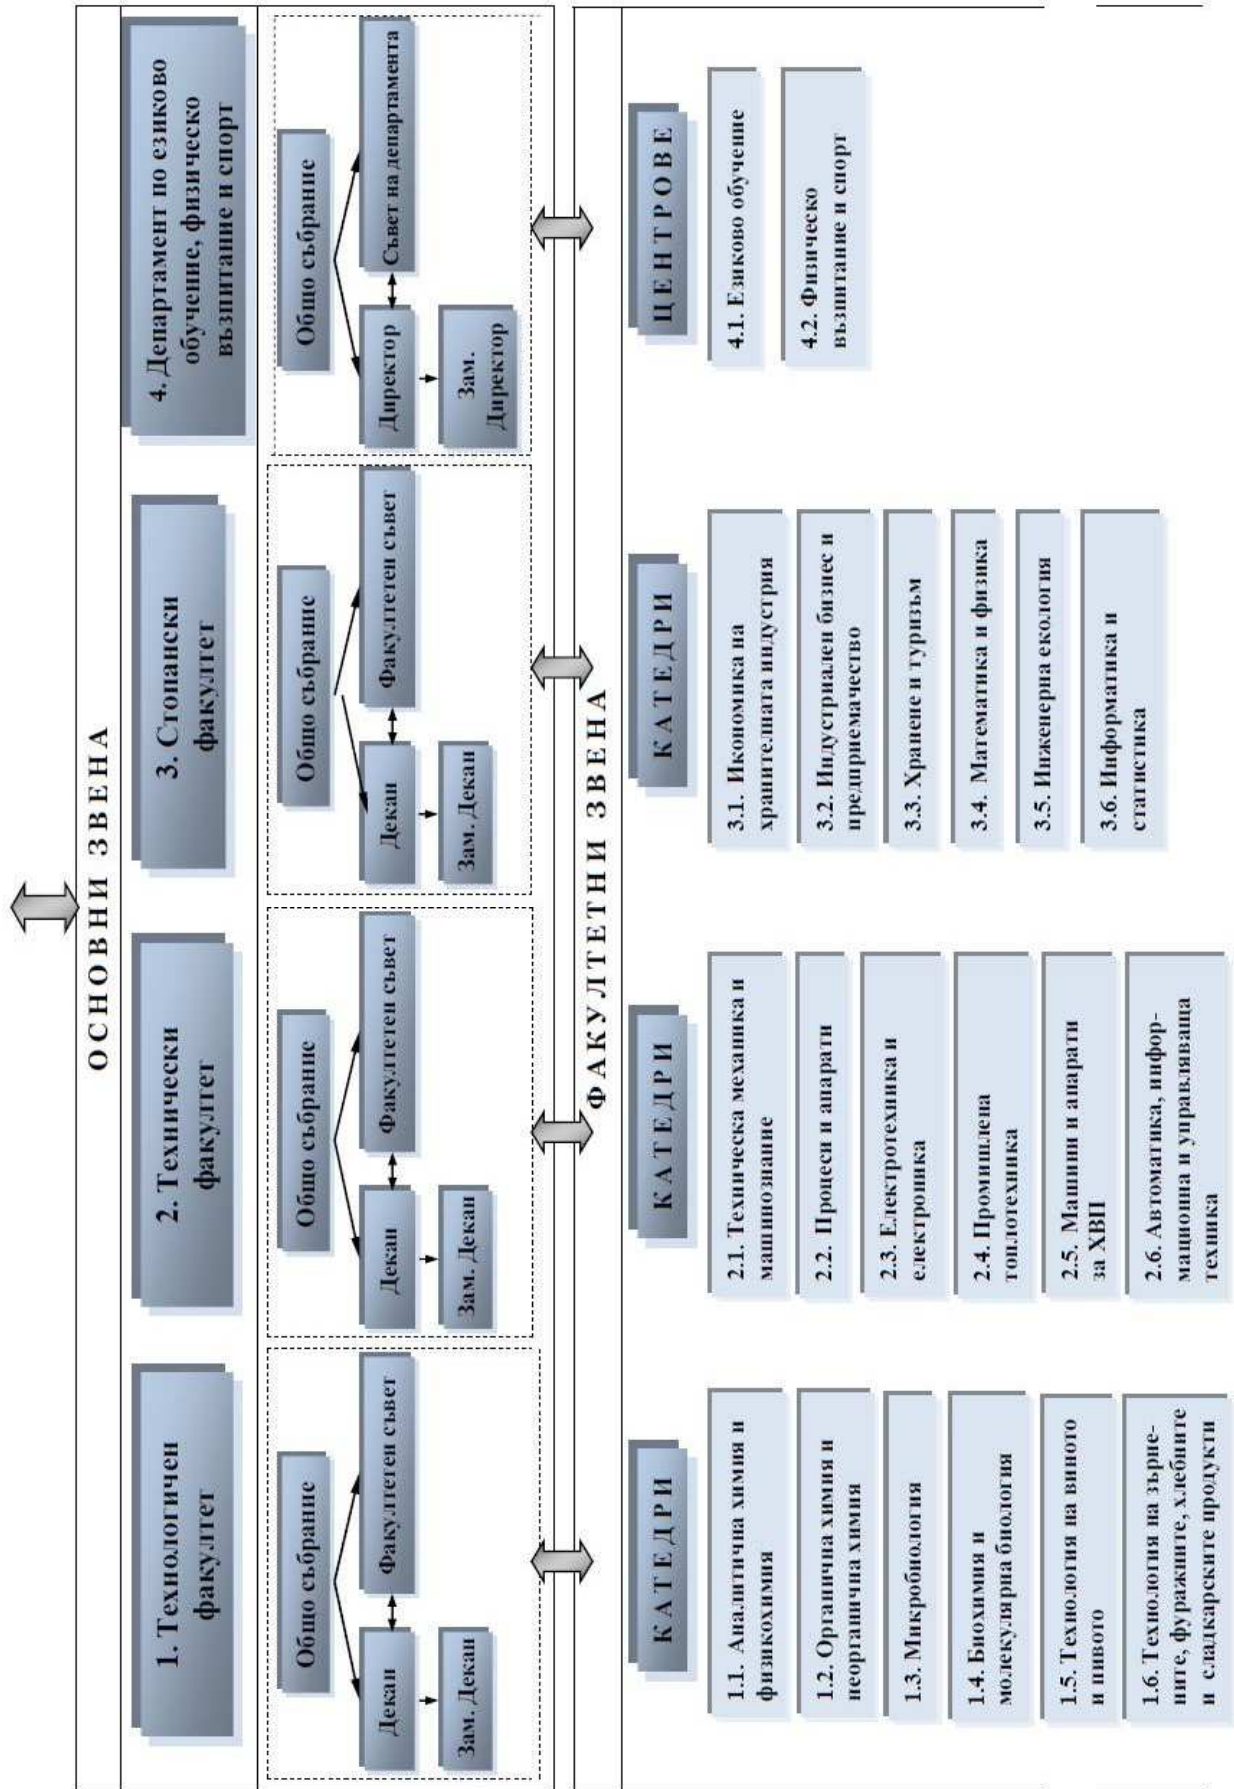 ОСНОВНИ ЗВЕНА
1. Технологичен
факултет
2. Технически
факултет
3. Стопански
факултет
4. Департамент по езиково
обучение, физическо
възпитание и спорт
Общо събрание
Декан
Факултетен съвет
Зам. Декан
Общо събрание
Декан
Факултетен съвет
Зам. Декан
Общо събрание
Декан
Факултетен съвет
Зам. Декан
Общо събрание
Директор
Съвет на департамента
Зам.
Директор
ФАКУЛТЕТНИ ЗВЕНА
КАТЕДРИ
1.1. Аналитична химия и
физикохимия
1.2. Органична химия и
неорганична химия
1.3. Микробиология
1.4. Биохимия и
молекулярна биология
1.5. Технология на виното
и пивото
1.6. Технология на зърне-
ните, фуражните, хлебните
и сладкарските продукти
КАТЕДРИ
2.1. Техническа механика и
машинознание
2.2. Процеси и апарати
2.3. Електротехника и
електроника
2.4. Промишлена
топлотехника
2.5. Машини и апарати
за ХВП
2.6. Автоматика, инфор-
мационна и управляваща
техника
КАТЕДРИ
3.1. Икономика на
хранителната индустрия
3.2. Индустриален бизнес и
предприемачество
3.3. Хранене и туризъм
3.4. Математика и физика
3.5. Инженерна екология
3.6. Информатика и
статистика
ЦЕНТРОВЕ
4.1. Езиково обучение
4.2. Физическо
възпитание и спорт